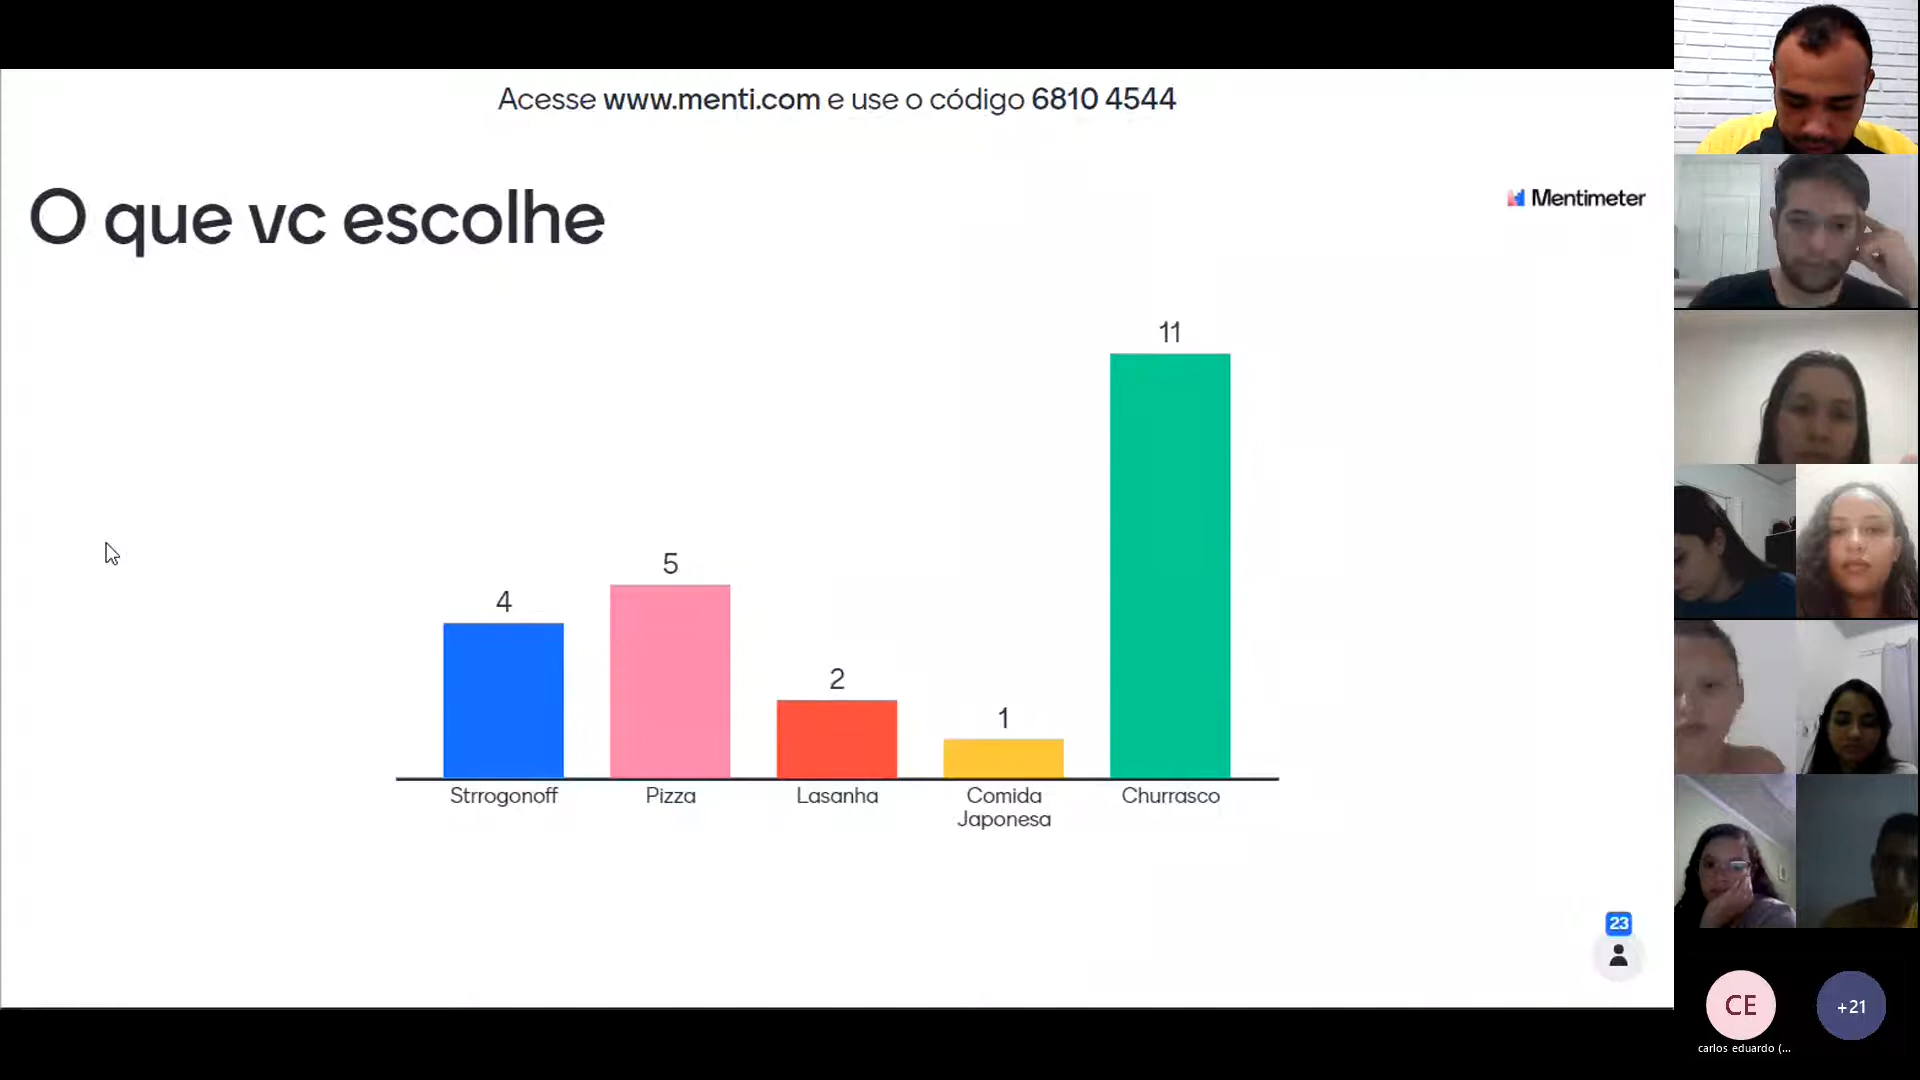 Acesse www.menti.com e use o código 6810 4544
O que vc escolhe
Mentimeter
11
5
4
2
1
Strrogonoff
Pizza
Lasanha
Comida
Japonesa
Churrasco
23
CE
+21
carlos eduardo (...